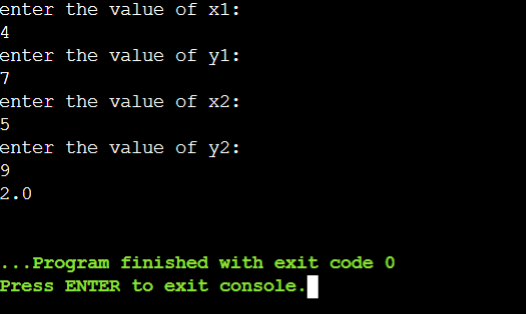 enter the value of x1:
4
enter the value of y1:
7
enter the value of x2:
5
enter the value of y2:
9
2.0
...Program finished with exit code 0
Press ENTER to exit console.